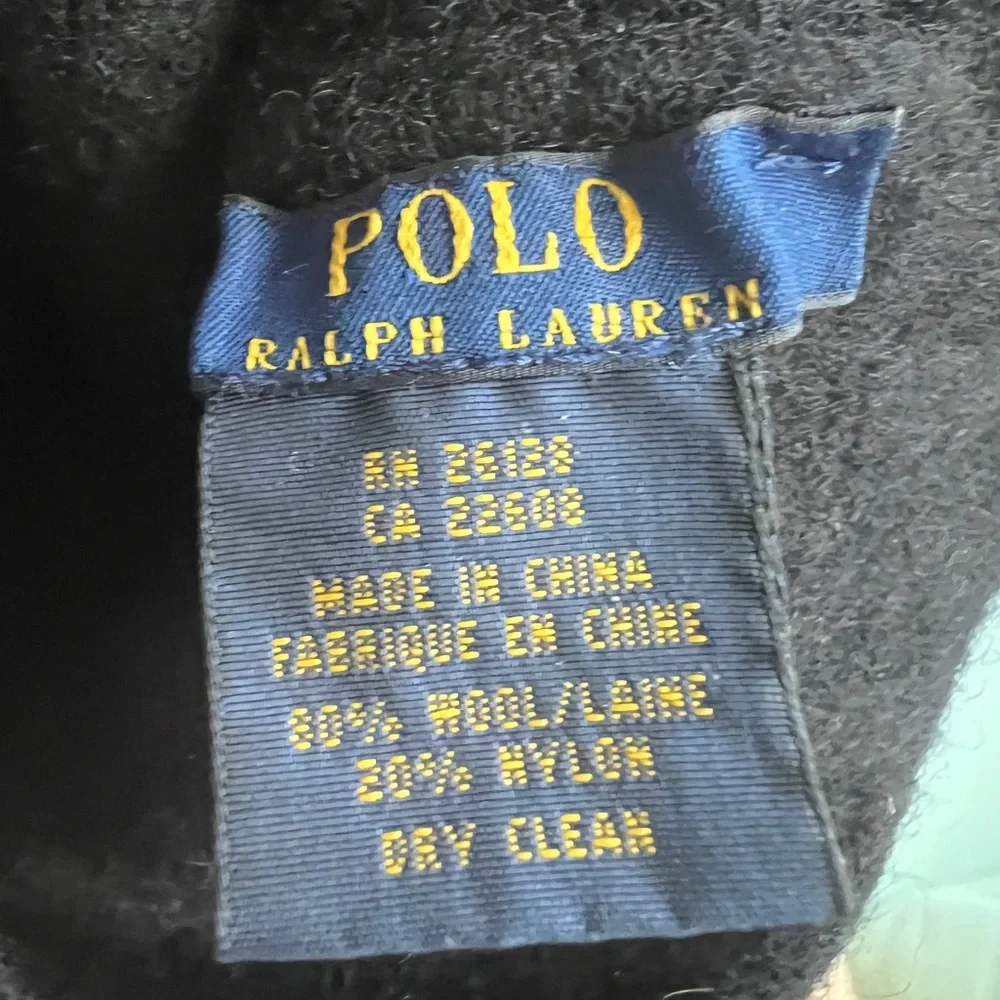 POLO
RALPH LAUREN
RN 26128
CA 22608
MADE IN CHINA
FABRIQUE EN CHINE
80% WOOL/LAINE
20% NYLON
DRY CLEAN